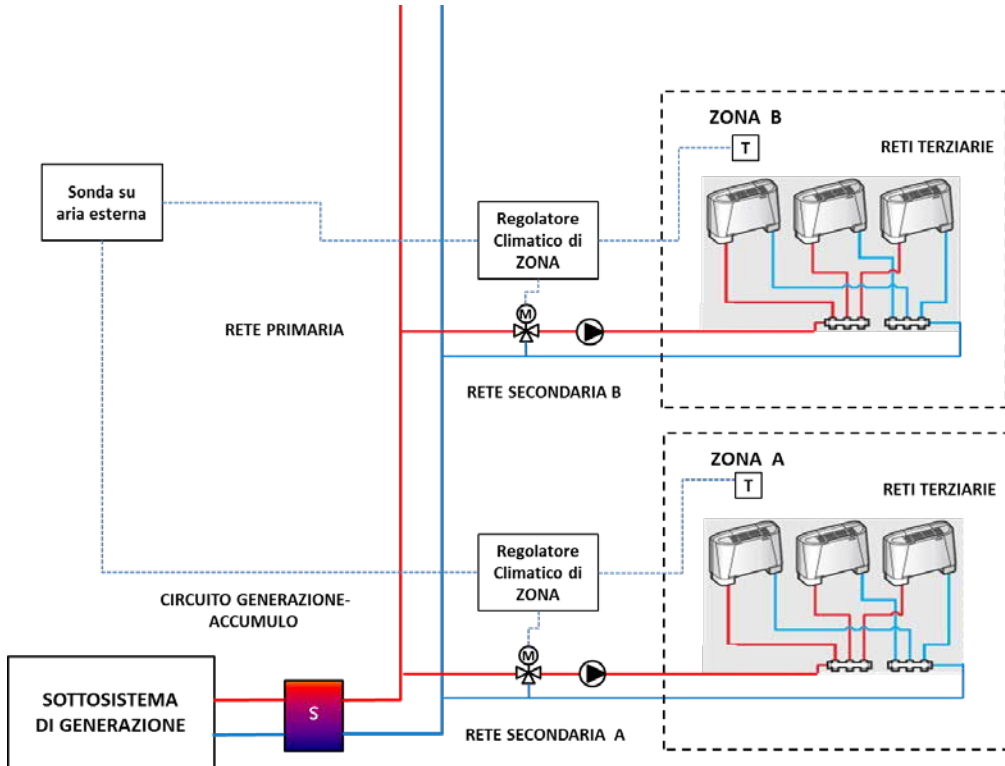 ZONA B
T
RETI TERZIARIE
Sonda su
aria esterna
Regolatore
Climatico di
ZONA
M
RETE PRIMARIA
RETE SECONDARIA B
ZONA A
T
RETI TERZIARIE
Regolatore
Climatico di
ZONA
CIRCUITO GENERAZIONE-
ACCUMULO
M
SOTTOSISTEMA
DI GENERAZIONE
S
RETE SECONDARIA A